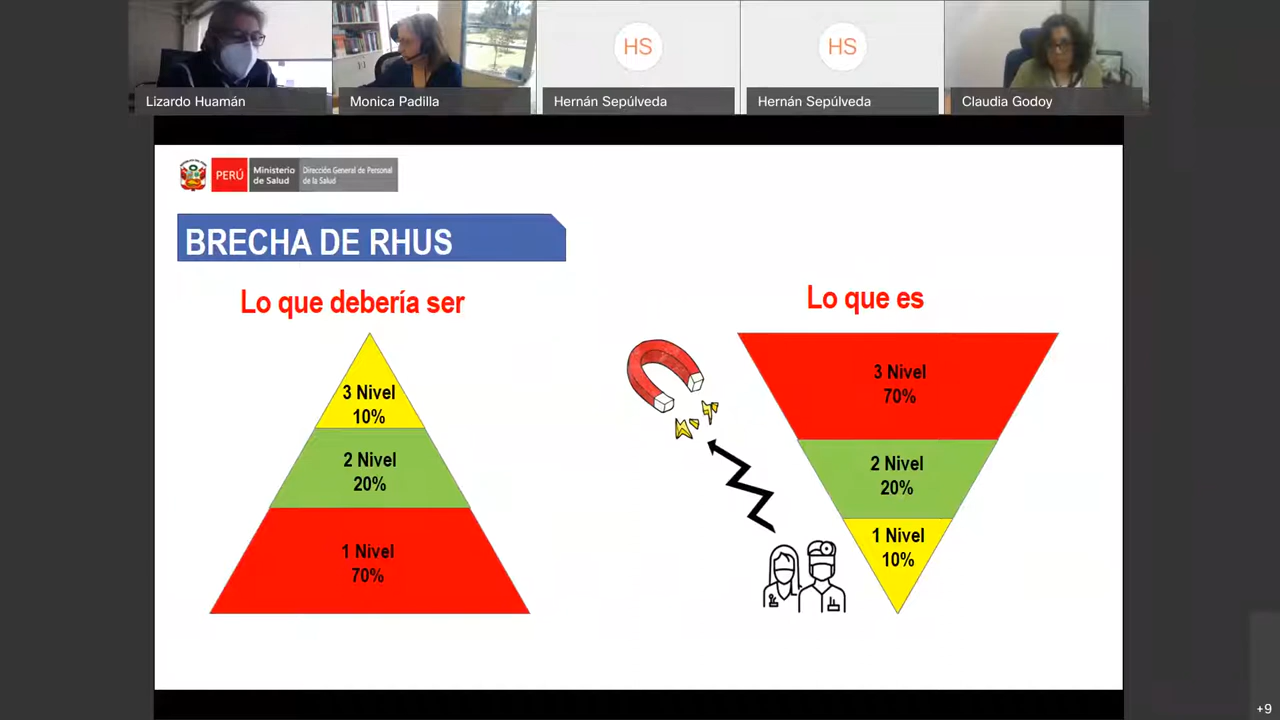 Lizardo Huamán
Monica Padilla
HS
Hernán Sepúlveda
HS
Hernán Sepúlveda
Claudia Godoy
PERÚ
Ministerio
de Salud
Dirección General de Personal
de la Salud
BRECHA DE RHUS
Lo que debería ser
3 Nivel
10%
2 Nivel
20%
1 Nivel
70%
Lo que es
3 Nivel
70%
2 Nivel
20%
1 Nivel
10%
+9